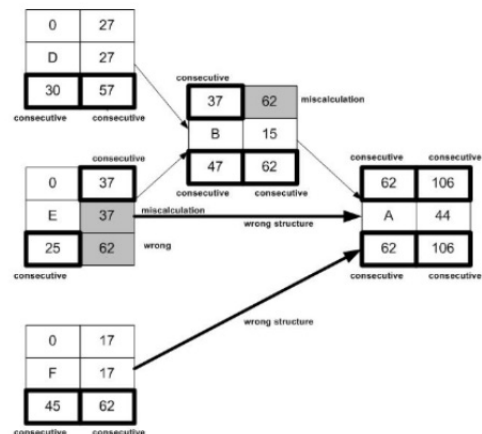 0 27
D 27
30 57
consecutive consecutive
consecutive
37 62 miscalculation
B 15
47 62
consecutive consecutive
consecutive
0 37
E 37 miscalculation
25 62 wrong
consecutive
wrong structure
consecutive consecutive
62 106
A 44
62 106
consecutive consecutive
wrong structure
0 17
F 17
45 62
consecutive consecutive